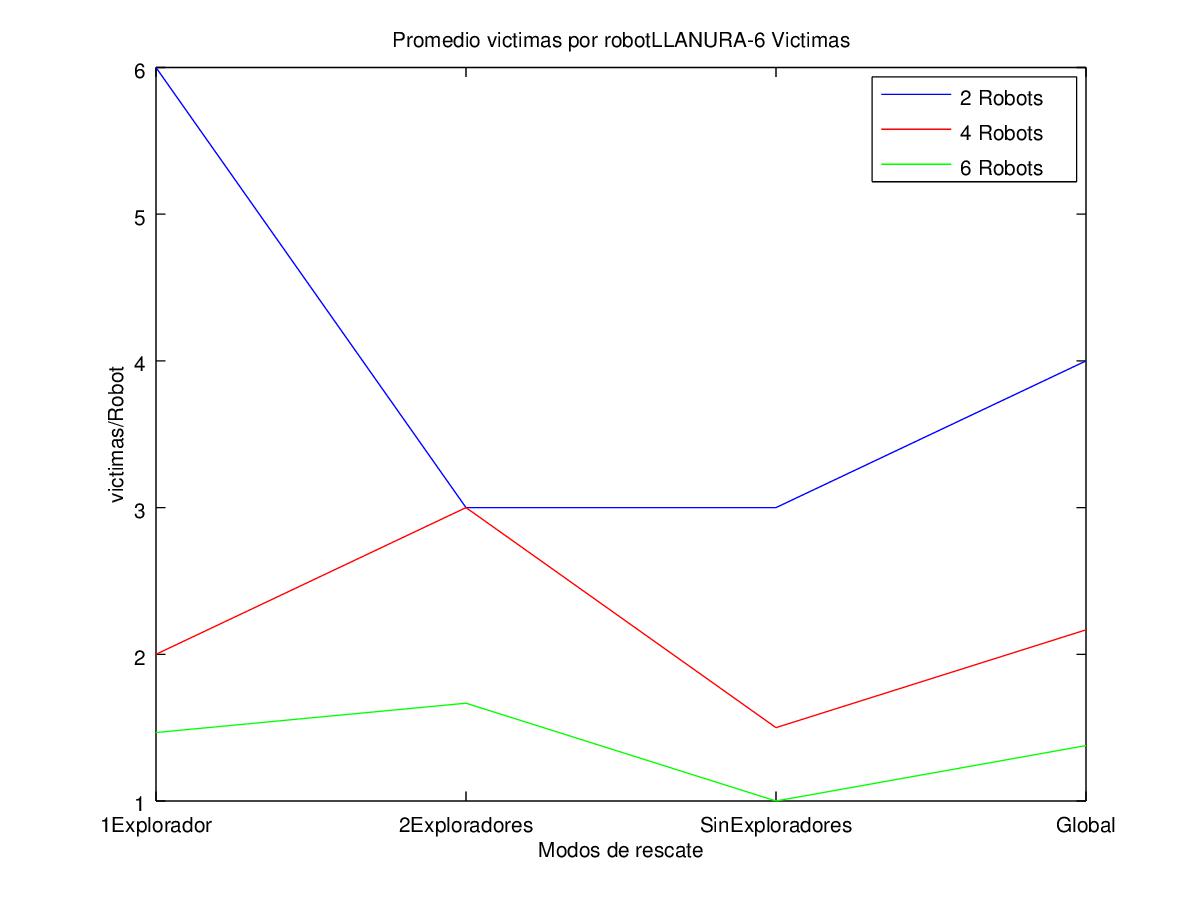 Promedio victimas por robotLLANURA-6 Victimas
2 Robots
4 Robots
6 Robots
6
5
4
3
2
1
victimas/Robot
1Explorador 2Exploradores SinExploradores Global
Modos de rescate